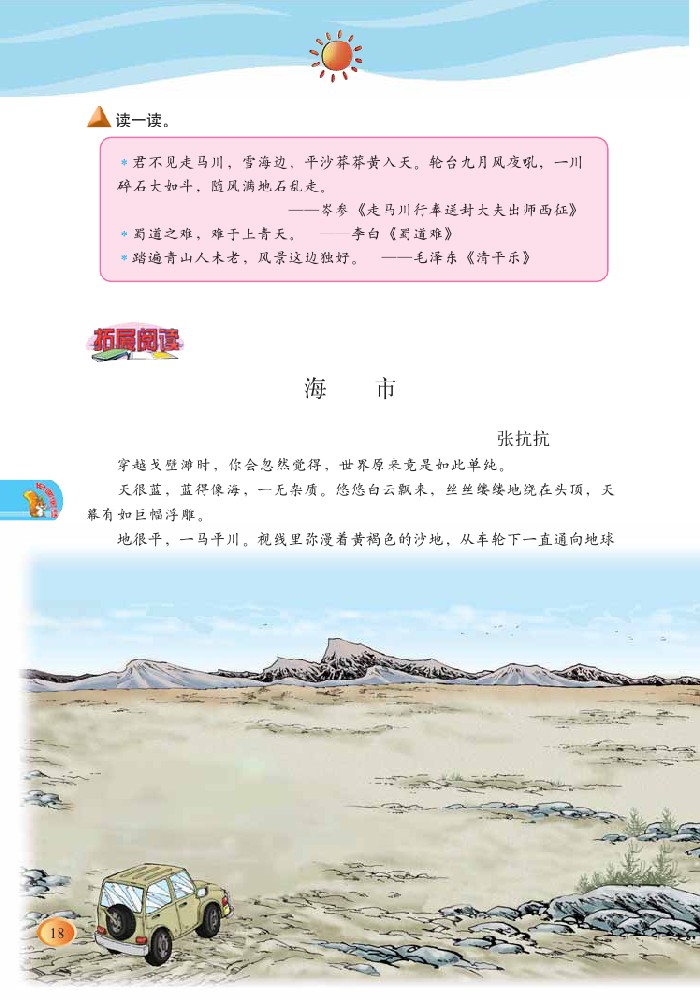 读一读。
*君不见走马川，雪海边，平沙莽莽黄入天。轮台九月风夜吼，一川
碎石大如斗，随风满地石乱走。
——岑参《走马川行奉送封大夫出师西征》
*蜀道之难，难于上青天。 ——李白《蜀道难》
*踏遍青山人未老，风景这边独好。 ——毛泽东《清平乐》
拓展阅读
海 市
张抗抗
穿越戈壁滩时，你会忽然觉得，世界原来竟是如此单纯。
天很蓝，蓝得像海，一无杂质。悠悠白云飘来，丝丝缕缕地绕在头顶，天
幕有如巨幅浮雕。
地很平，一马平川。视线里弥漫着黄褐色的沙地，从车轮下一直通向地球
18